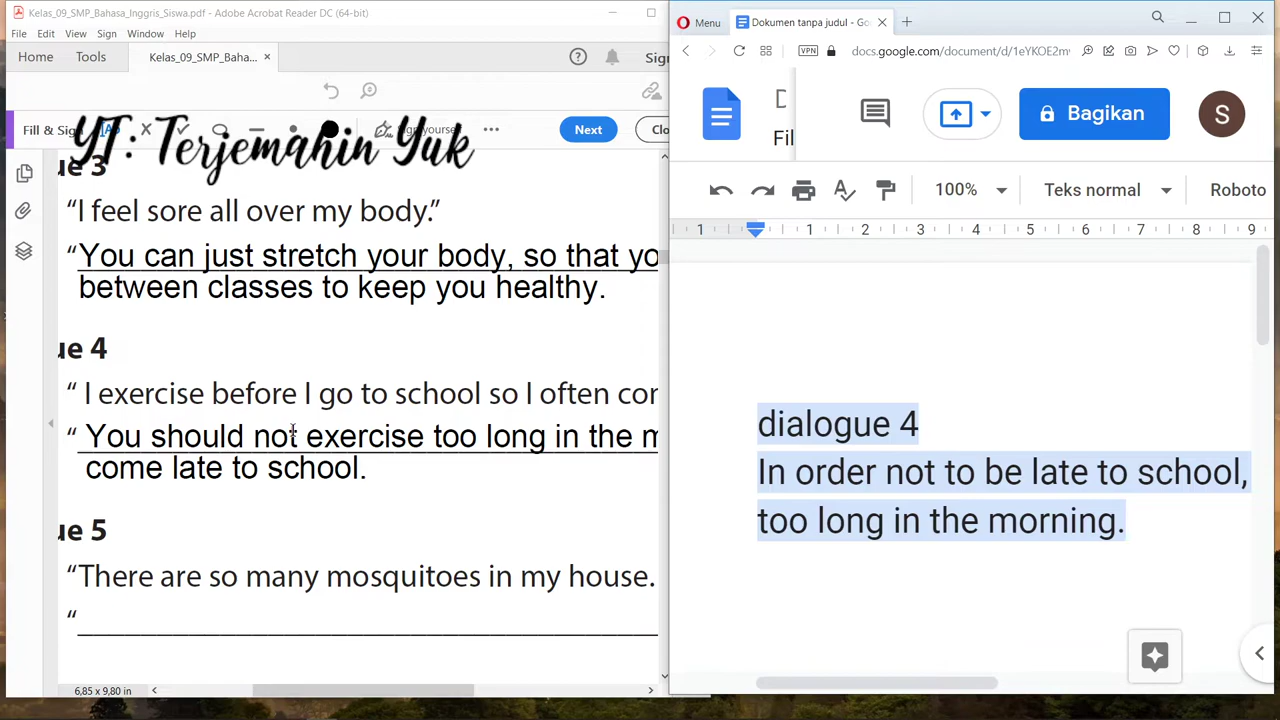 Kelas_09_SMP_Bahasa_Inggris_Siswa.pdf - Adobe Acrobat Reader DC (64-bit)
File Edit View Sign Window Help
Home Tools Kelas_09_SMP_Baha... × Sign
Fill & Sign Next Clo
YT: Terjemahin Yuk
ue 3
“I feel sore all over my body.”
“You can just stretch your body, so that yo
between classes to keep you healthy.
ue 4
“ I exercise before I go to school so I often con
“ You should not exercise too long in the m
come late to school.
ue 5
“There are so many mosquitoes in my house.
“
6,85 x 9,80 in
Menu Dokumen tanpa judul - Go
VPN docs.google.com/document/d/1eYKOE2m
D
Fil
Bagikan
S
100% Teks normal Roboto
1 1 2 3 4 5 6 7 8 9
dialogue 4
In order not to be late to school,
too long in the morning.